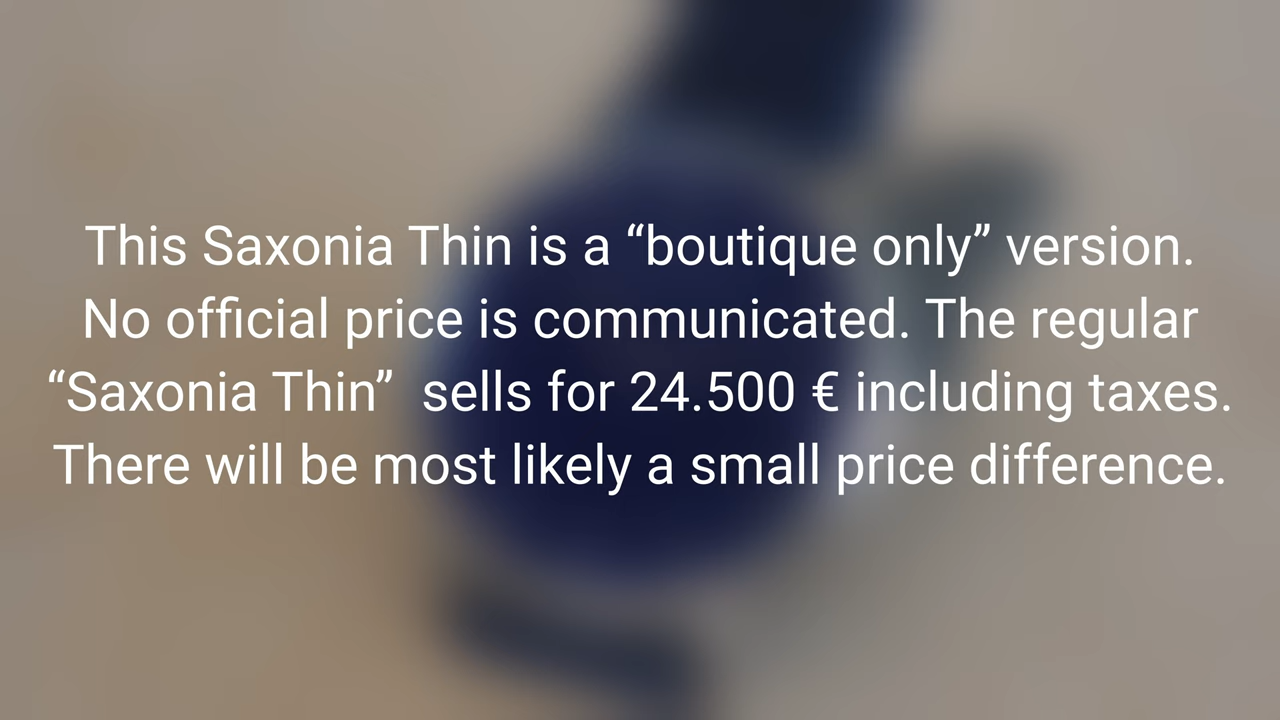 This Saxonia Thin is a “boutique only” version.
No official price is communicated. The regular
“Saxonia Thin”  sells for 24.500 € including taxes.
There will be most likely a small price difference.